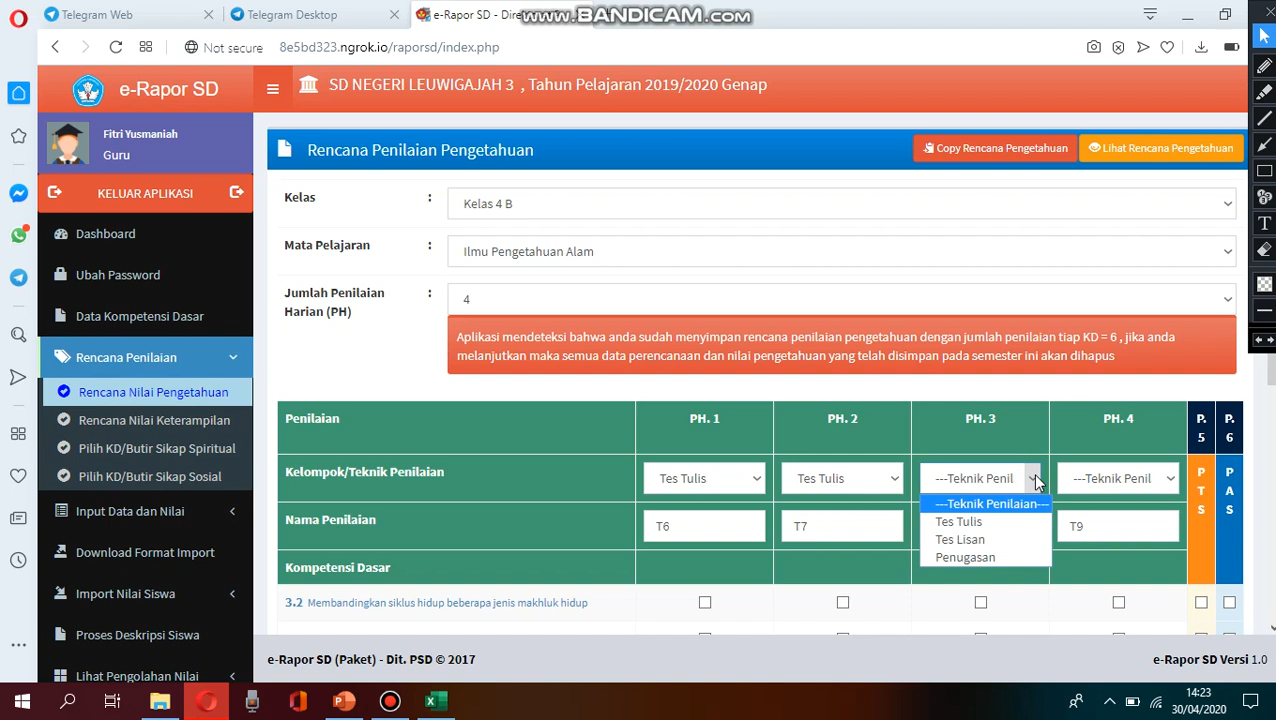 Telegram Web
Telegram Desktop
e-Rapor SD - Dire
www.BANDICAM.com
Not secure
8e5bd323.ngrok.io/raporsd/index.php
e-Rapor SD
SD NEGERI LEUWIGAJAH 3 , Tahun Pelajaran 2019/2020 Genap
Fitri Yusmaniah
Guru
KELUAR APLIKASI
Dashboard
Ubah Password
Data Kompetensi Dasar
Rencana Penilaian
Rencana Nilai Pengetahuan
Rencana Nilai Keterampilan
Pilih KD/Butir Sikap Spiritual
Pilih KD/Butir Sikap Sosial
Input Data dan Nilai
Download Format Import
Import Nilai Siswa
Proses Deskripsi Siswa
Lihat Pengolahan Nilai
Rencana Penilaian Pengetahuan
Copy Rencana Pengetahuan
Lihat Rencana Pengetahuan
Kelas : Kelas 4 B
Mata Pelajaran : Ilmu Pengetahuan Alam
Jumlah Penilaian : 4
Harian (PH)
Aplikasi mendeteksi bahwa anda sudah menyimpan rencana penilaian pengetahuan dengan jumlah penilaian tiap KD = 6 , jika anda
melanjutkan maka semua data perencanaan dan nilai pengetahuan yang telah disimpan pada semester ini akan dihapus
Penilaian PH. 1 PH. 2 PH. 3 PH. 4 P. 5 P. 6
Kelompok/Teknik Penilaian Tes Tulis Tes Tulis ---Teknik Penil ---Teknik Penil P T S P A S
---Teknik Penilaian---
Tes Tulis
Tes Lisan
Penugasan
Nama Penilaian T6 T7 T9
Kompetensi Dasar
3.2 Membandingkan siklus hidup beberapa jenis makhluk hidup
e-Rapor SD (Paket) - Dit. PSD © 2017
e-Rapor SD Versi 1.0
14:23
30/04/2020